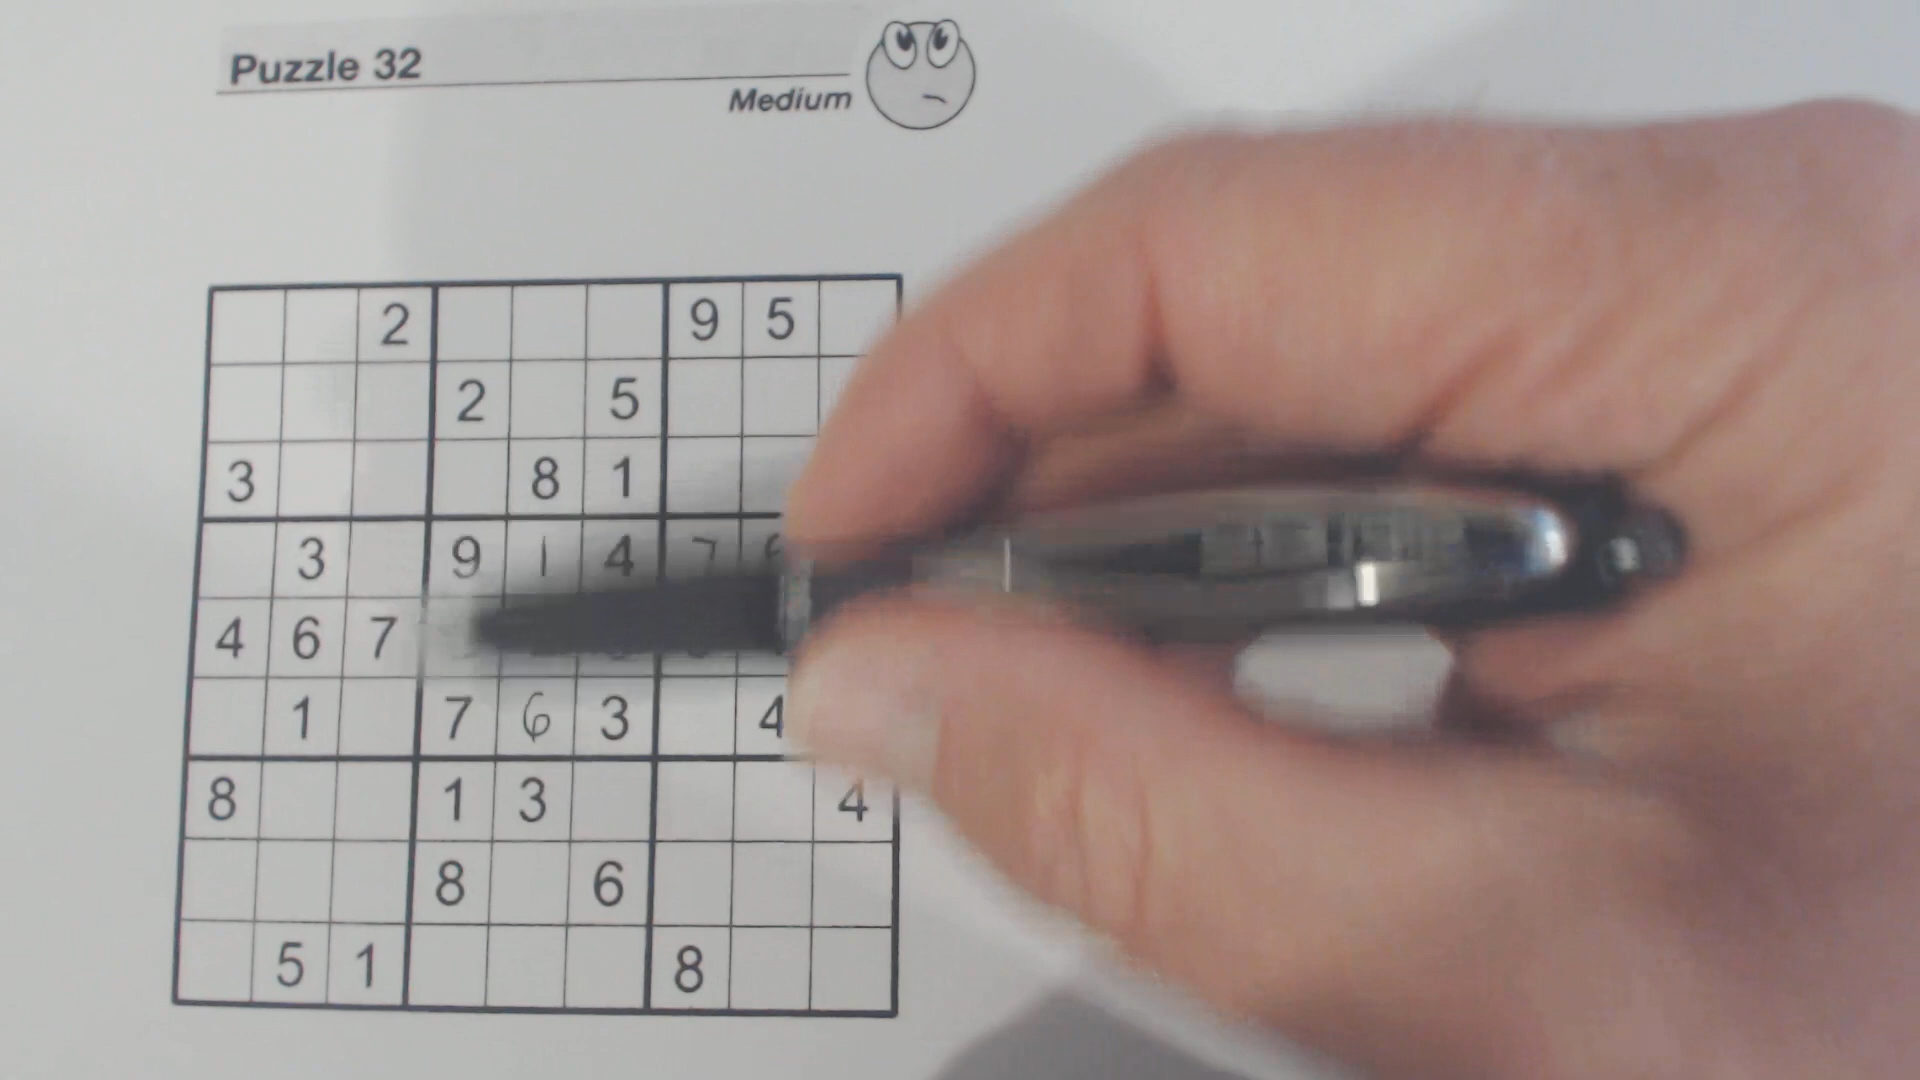 Puzzle 32
Medium
2 9 5
2 5
3 8 1
3 9 1 4 7
4 6 7
1 7 6 3 4
8 1 3 4
8 6
5 1 8